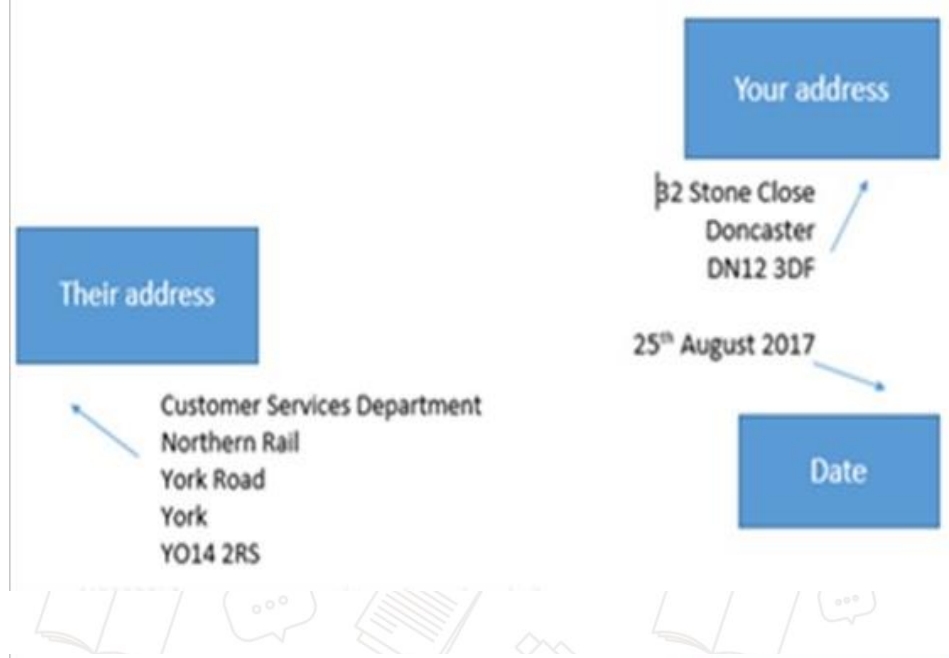 Your address
32 Stone Close
Doncaster
DN12 3DF
Their address
25th August 2017
Customer Services Department
Northern Rail
York Road
York
YO14 2RS
Date